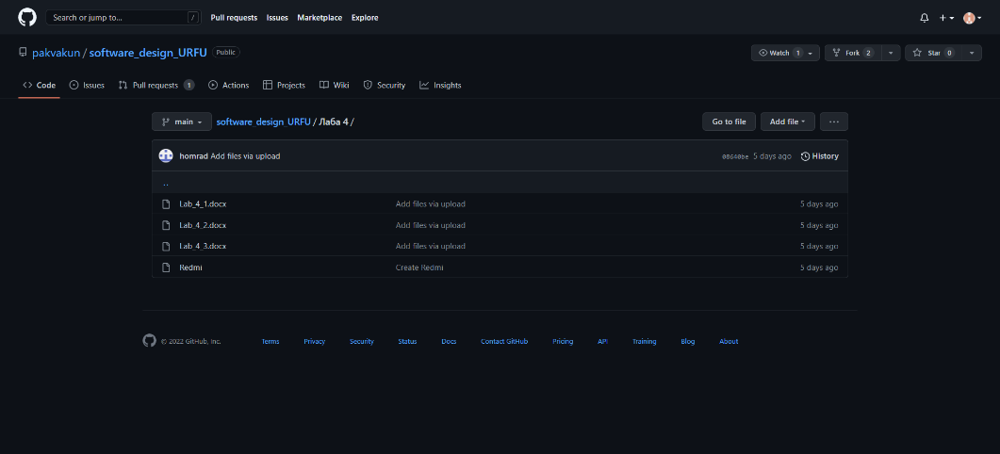 Search or jump to... / Pull requests Issues Marketplace Explore
pakvakun / software_design_URFU Public Watch 1 Fork 2 Star 0
Code Issues Pull requests 1 Actions Projects Wiki Security Insights
main software_design_URFU / Лаба 4 / Go to file Add file ...
homrad Add files via upload 08640be 5 days ago History
..
Lab_4_1.docx Add files via upload 5 days ago
Lab_4_2.docx Add files via upload 5 days ago
Lab_4_3.docx Add files via upload 5 days ago
Redmi Create Redmi 5 days ago
© 2022 GitHub, Inc. Terms Privacy Security Status Docs Contact GitHub Pricing API Training Blog About